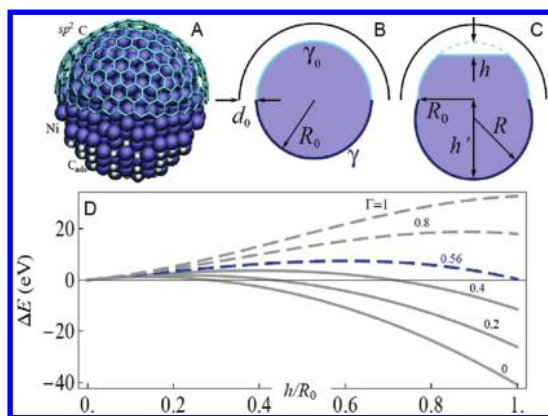 A
sp² C
Ni
C_ads
B
γ₀
d₀
R₀
γ
C
h
R₀
R
h'
D
ΔE (eV)
20
0
−20
−40
Γ=1
0.8
0.56
0.4
0.2
0
0.
0.2
0.4
h/R₀
0.6
0.8
1.